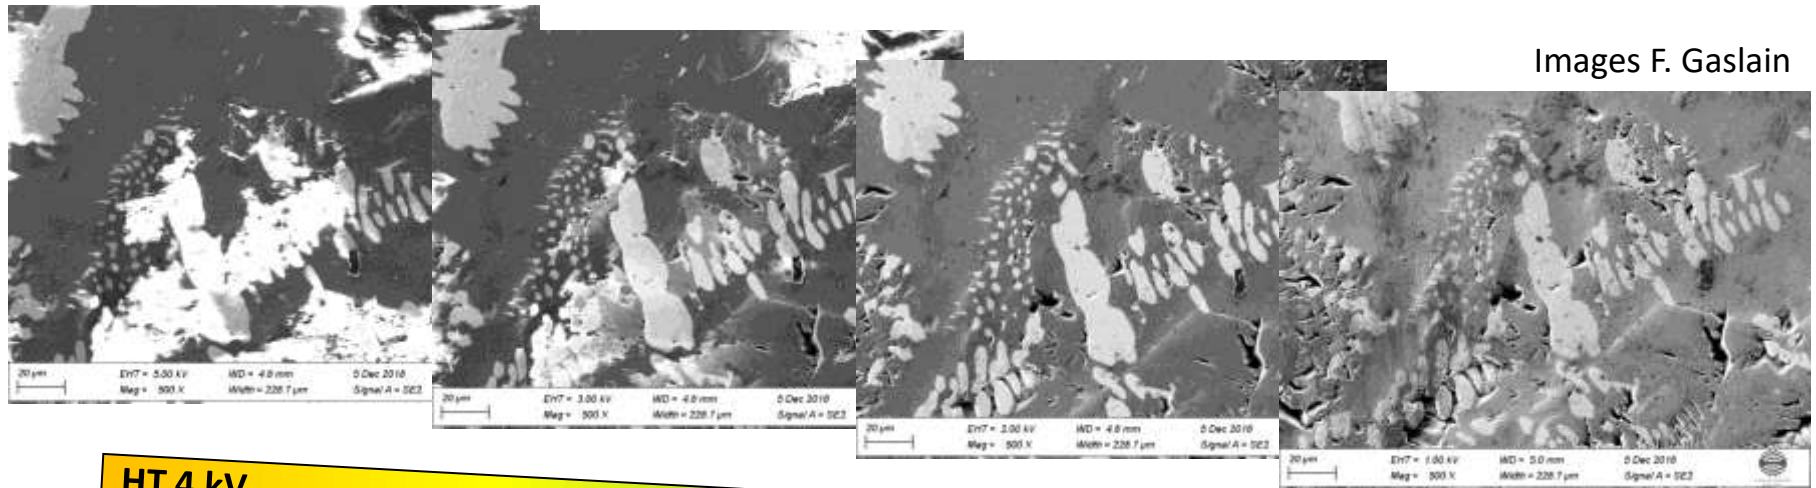 Images F. Gaslain
20 µm
EHT = 5.00 kV
WD = 4.8 mm
5 Dec 2018
Mag = 500 X
Width = 228.7 µm
Signal A = SE2
20 µm
EHT = 3.00 kV
WD = 4.8 mm
5 Dec 2018
Mag = 500 X
Width = 228.7 µm
Signal A = SE2
20 µm
EHT = 2.00 kV
WD = 4.8 mm
5 Dec 2018
Mag = 500 X
Width = 228.7 µm
Signal A = SE2
20 µm
EHT = 1.00 kV
WD = 5.0 mm
5 Dec 2018
Mag = 500 X
Width = 228.7 µm
Signal A = SE2
HT 4 kV